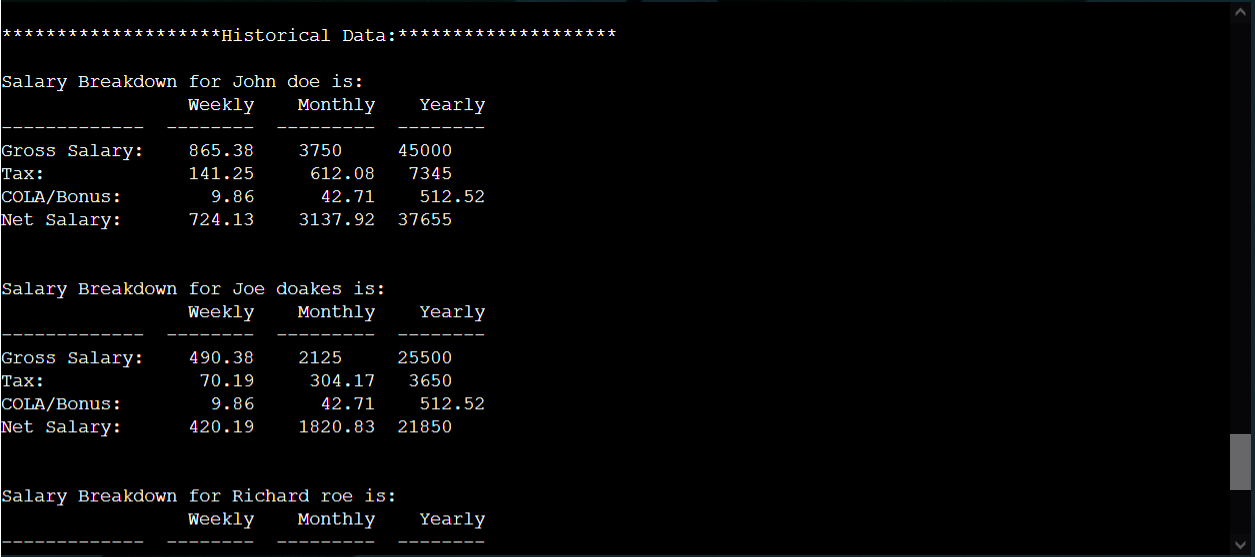 ********************Historical Data:********************
Salary Breakdown for John doe is:
                 Weekly    Monthly    Yearly
-------------  --------  ---------  --------
Gross Salary:    865.38    3750     45000
Tax:             141.25     612.08   7345
COLA/Bonus:        9.86      42.71    512.52
Net Salary:      724.13    3137.92  37655
Salary Breakdown for Joe doakes is:
                 Weekly    Monthly    Yearly
-------------  --------  ---------  --------
Gross Salary:    490.38    2125     25500
Tax:              70.19     304.17   3650
COLA/Bonus:        9.86      42.71    512.52
Net Salary:      420.19    1820.83  21850
Salary Breakdown for Richard roe is:
                 Weekly    Monthly    Yearly
-------------  --------  ---------  --------